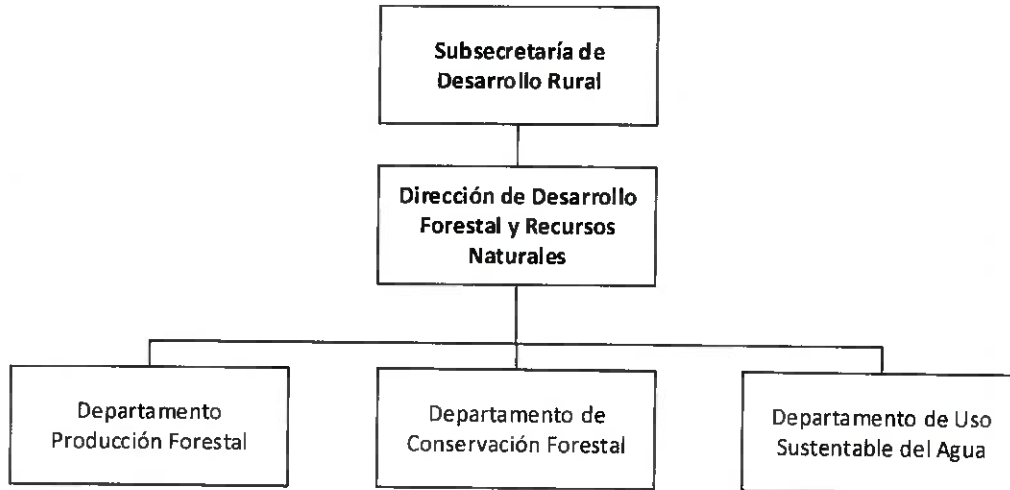 Subsecretaría de
Desarrollo Rural
Dirección de Desarrollo
Forestal y Recursos
Naturales
Departamento
Producción Forestal
Departamento de
Conservación Forestal
Departamento de Uso
Sustentable del Agua